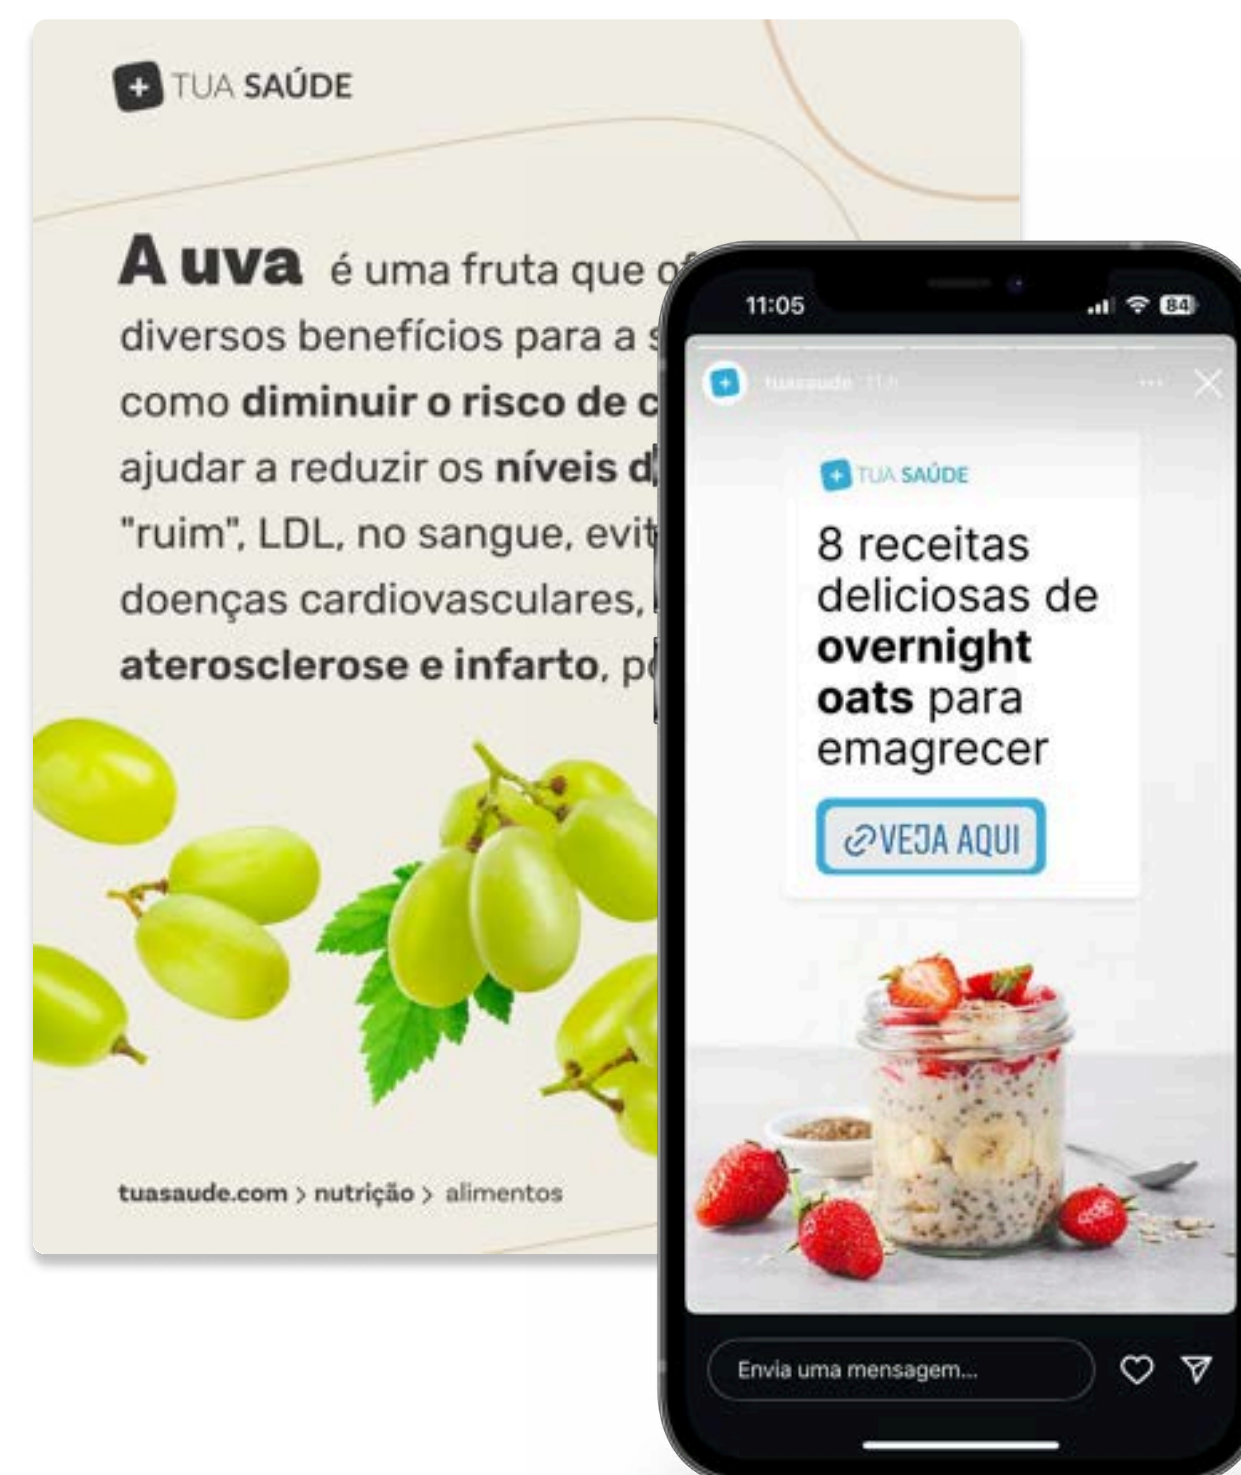 TUA SAÚDE
A uva é uma fruta que
diversos benefícios para a
como diminuir o risco de
ajudar a reduzir os níveis
"ruim", LDL, no sangue,
doenças cardiovasculares,
aterosclerose e infarto,
tuasaude.com > nutrição > alimentos
11:05
84
tuasaude 11 h
TUA SAÚDE
8 receitas
deliciosas de
overnight
oats para
emagrecer
VEJA AQUI
Envia uma mensagem...